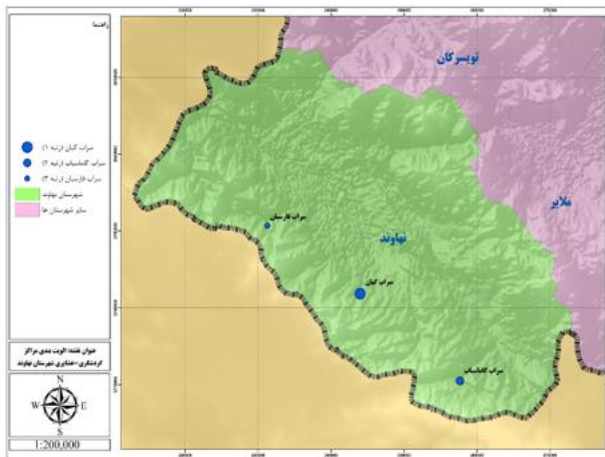 راهنما
سراب گیان (رتبه ۱)
سراب گاماسیاب (رتبه ۲)
سراب فارسبان (رتبه ۳)
شهرستان نهاوند
سایر شهرستان ها
عنوان نقشه: الویت بندی مراکز
گردشگری-عشایری شهرستان نهاوند
N
W E
S
1:200,000
تویسرکان
ملایر
نهاوند
سراب فارسبان
سراب گیان
سراب گاماسیاب